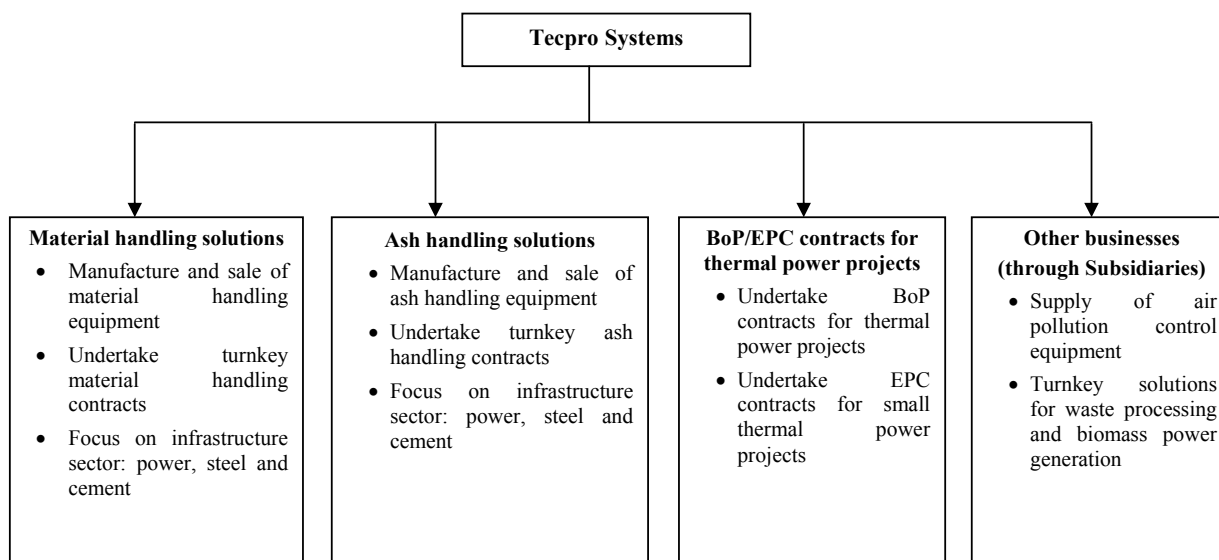 Tecpro Systems
Material handling solutions
• Manufacture and sale of
material handling
equipment
• Undertake turnkey
material handling
contracts
• Focus on infrastructure
sector: power, steel and
cement
Ash handling solutions
• Manufacture and sale of
ash handling equipment
• Undertake turnkey ash
handling contracts
• Focus on infrastructure
sector: power, steel and
cement
BoP/EPC contracts for
thermal power projects
• Undertake BoP
contracts for thermal
power projects
• Undertake EPC
contracts for small
thermal power
projects
Other businesses
(through Subsidiaries)
• Supply of air
pollution control
equipment
• Turnkey solutions
for waste processing
and biomass power
generation